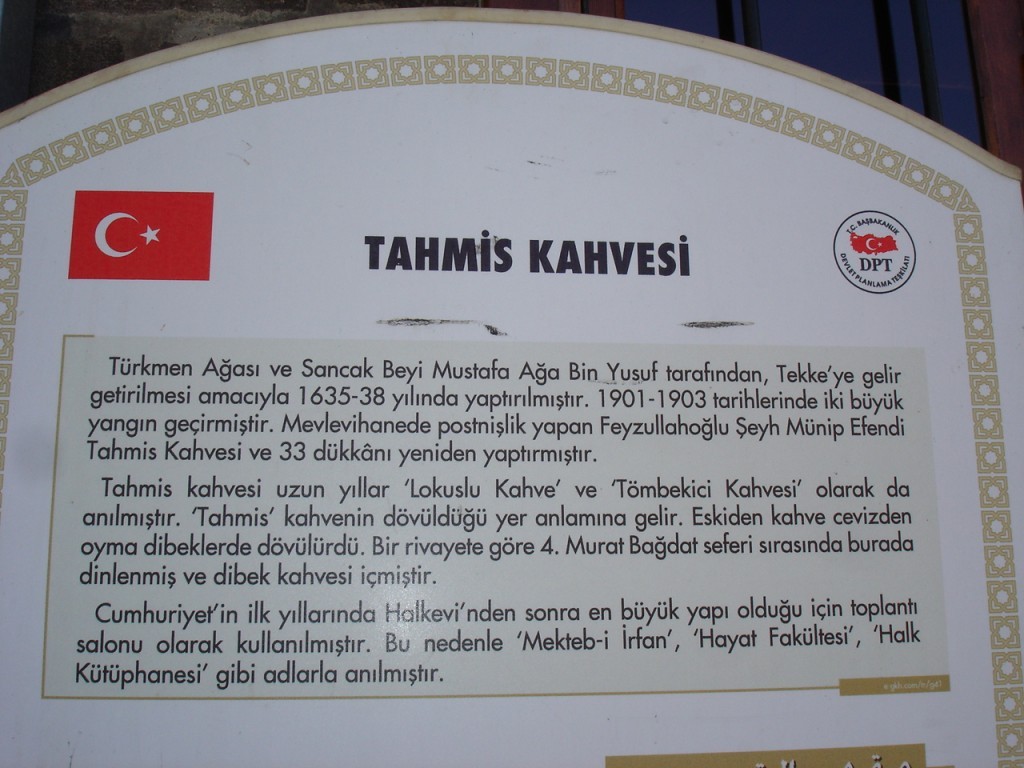 TAHMİS KAHVESİ
T.C. BAŞBAKANLIK
DPT
DEVLET PLANLAMA TEŞKİLATI
Türkmen Ağası ve Sancak Beyi Mustafa Ağa Bin Yusuf tarafından, Tekke'ye gelir
getirilmesi amacıyla 1635-38 yılında yaptırılmıştır. 1901-1903 tarihlerinde iki büyük
yangın geçirmiştir. Mevlevihanede postnişlik yapan Feyzullahoğlu Şeyh Münip Efendi
Tahmis Kahvesi ve 33 dükkânı yeniden yaptırmıştır.
Tahmis kahvesi uzun yıllar 'Lokuslu Kahve' ve 'Tömbekici Kahvesi' olarak da
anılmıştır. 'Tahmis' kahvenin dövüldüğü yer anlamına gelir. Eskiden kahve cevizden
oyma dibeklerde dövülürdü. Bir rivayete göre 4. Murat Bağdat seferi sırasında burada
dinlenmiş ve dibek kahvesi içmiştir.
Cumhuriyet'in ilk yıllarında Halkevi'nden sonra en büyük yapı olduğu için toplantı
salonu olarak kullanılmıştır. Bu nedenle 'Mekteb-i İrfan', 'Hayat Fakültesi', 'Halk
Kütüphanesi' gibi adlarla anılmıştır.